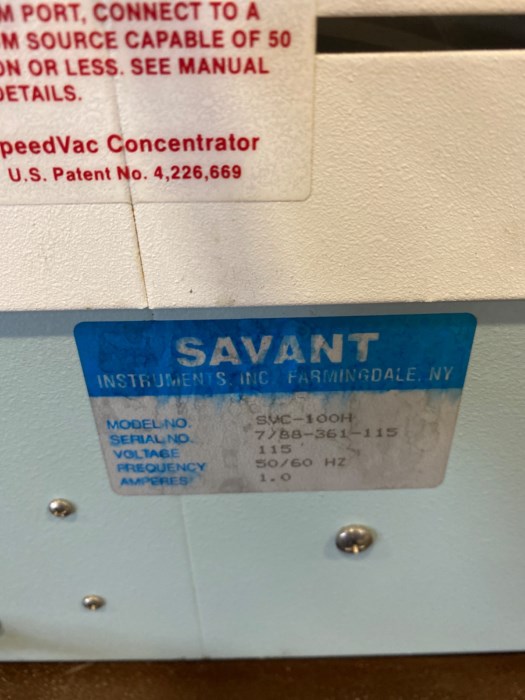 M PORT, CONNECT TO A
M SOURCE CAPABLE OF 50
ON OR LESS. SEE MANUAL
DETAILS.
peedVac Concentrator
U.S. Patent No. 4,226,669
SAVANT
INSTRUMENTS, INC. FARMINGDALE, NY
MODEL NO. SVC-100H
SERIAL NO. 7/88-361-115
VOLTAGE 115
FREQUENCY 50/60 HZ
AMPERES 1.0